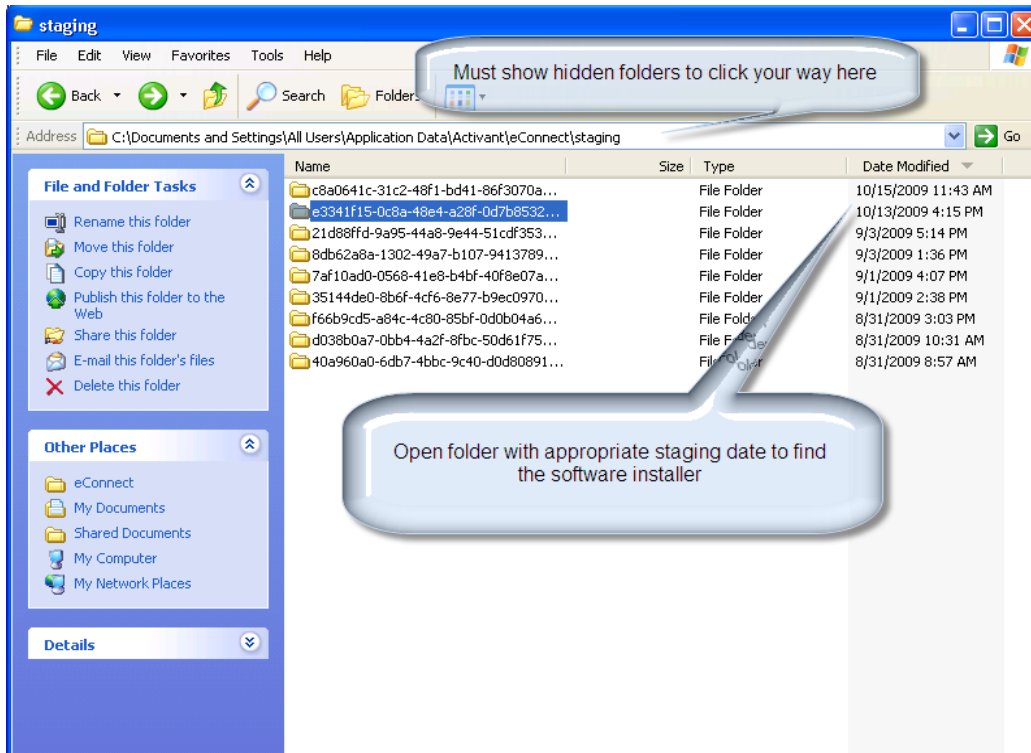 staging
File Edit View Favorites Tools Help
Must show hidden folders to click your way here
Back Search Folders
Address C:\Documents and Settings\All Users\Application Data\Activant\eConnect\staging Go
Name Size Type Date Modified
File and Folder Tasks
Rename this folder
Move this folder
Copy this folder
Publish this folder to the
Web
Share this folder
E-mail this folder's files
Delete this folder
Other Places
eConnect
My Documents
Shared Documents
My Computer
My Network Places
Details
c8a0641c-31c2-48f1-bd41-86f3070a... File Folder 10/15/2009 11:43 AM
e3341f15-0c8a-48e4-a28f-0d7b8532... File Folder 10/13/2009 4:15 PM
21d88ffd-9a95-44a8-9e44-51cdf353... File Folder 9/3/2009 5:14 PM
8db62a8a-1302-49a7-b107-9413789... File Folder 9/3/2009 1:36 PM
7af10ad0-0568-41e8-b4bf-40f8e07a... File Folder 9/1/2009 4:07 PM
35144de0-8b6f-4cf6-8e77-b9ec0970... File Folder 9/1/2009 2:38 PM
f66b9cd5-a84c-4c80-85bf-0d0b04a6... File 8/31/2009 3:03 PM
d038b0a7-0bb4-4a2f-8fbc-50d61f75... File 8/31/2009 10:31 AM
40a960a0-6db7-4bbc-9c40-d0d80891... 8/31/2009 8:57 AM
Open folder with appropriate staging date to find
the software installer